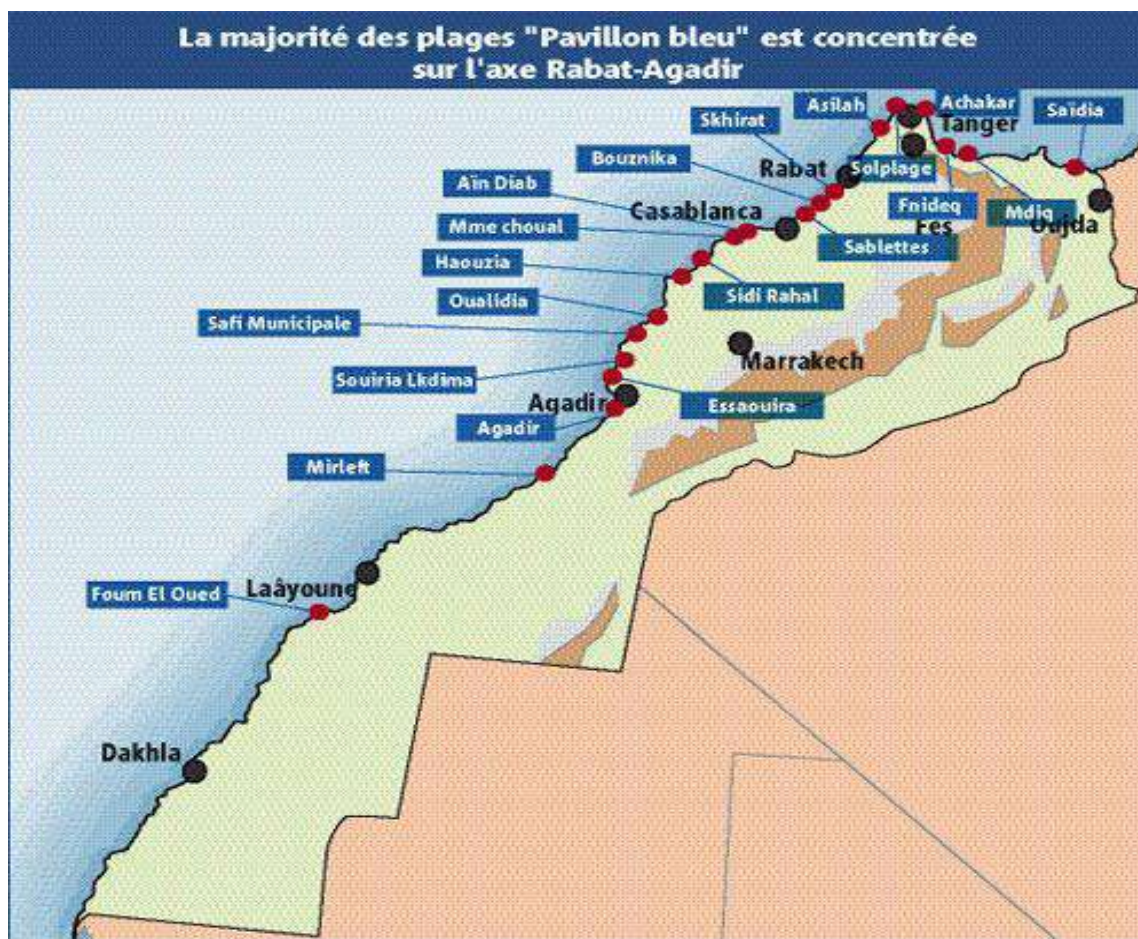 La majorité des plages "Pavillon bleu" est concentrée
sur l'axe Rabat-Agadir
Asilah
Achakar
Saïdia
Skhirat
Tanger
Bouznika
Rabat
Solplage
Aïn Diab
Casablanca
Fnideq
Mdiq
Mme choual
Fès
Oujda
Sablettes
Haouzia
Sidi Rahal
Oualidia
Safi Municipale
Marrakech
Souiria Lkdima
Agadir
Essaouira
Agadir
Mirleft
Laâyoune
Foum El Oued
Dakhla